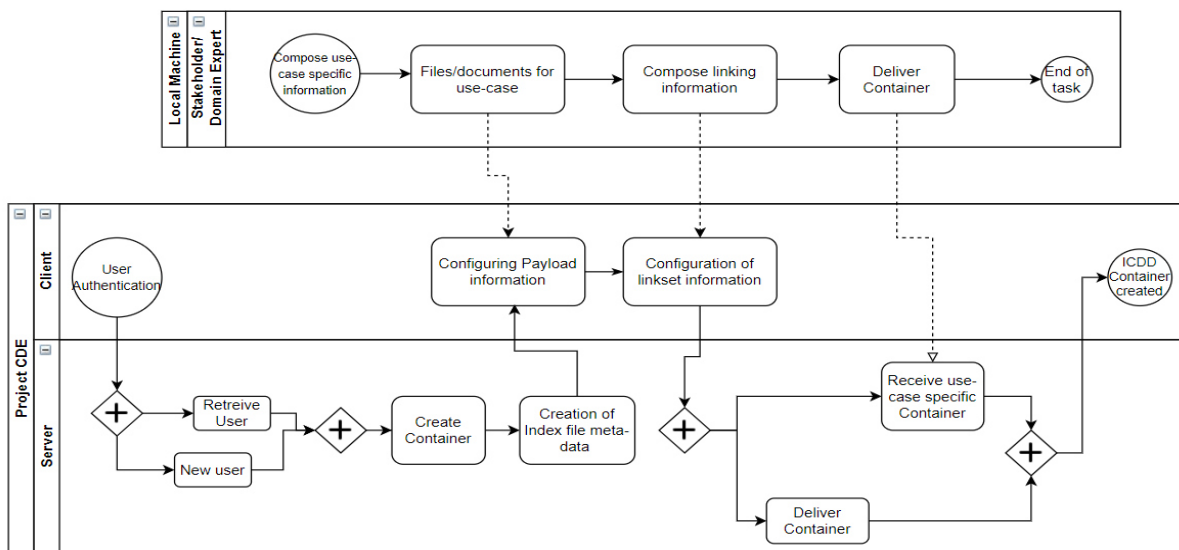 Local Machine
Stakeholder/
Domain Expert
Compose use-
case specific
information
Files/documents for
use-case
Compose linking
information
Deliver
Container
End of
task
Project CDE
Client
User
Authentication
Configuring Payload
information
Configuration of
linkset information
ICDD
Container
created
Server
Retreive
User
New user
Create
Container
Creation of
Index file meta-
data
Receive use-
case specific
Container
Deliver
Container